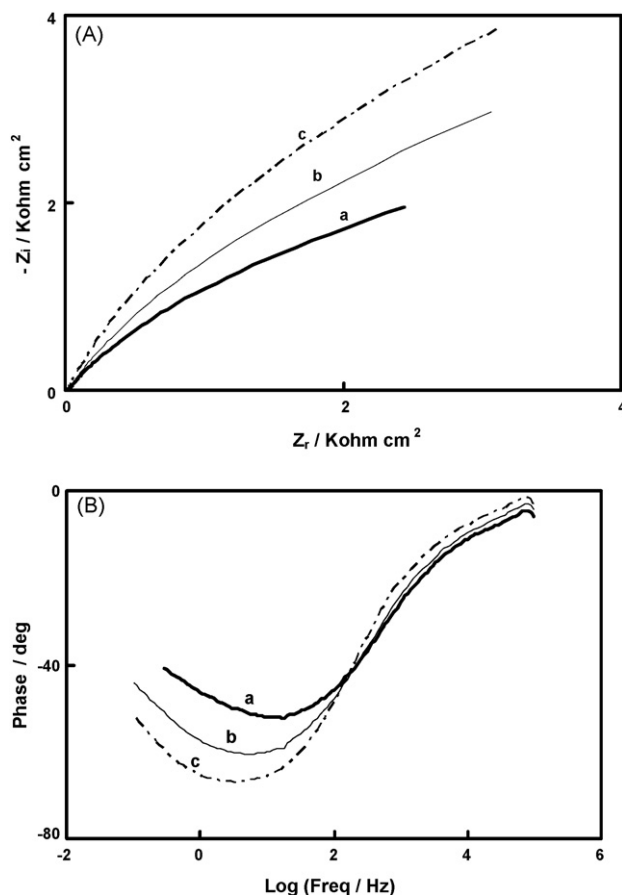 (A)
4
2
0
- Zᵢ / Kohm cm²
c
b
a
0
2
4
Zᵣ / Kohm cm²
(B)
0
-40
-80
Phase / deg
a
b
c
-2
0
2
4
6
Log (Freq / Hz)